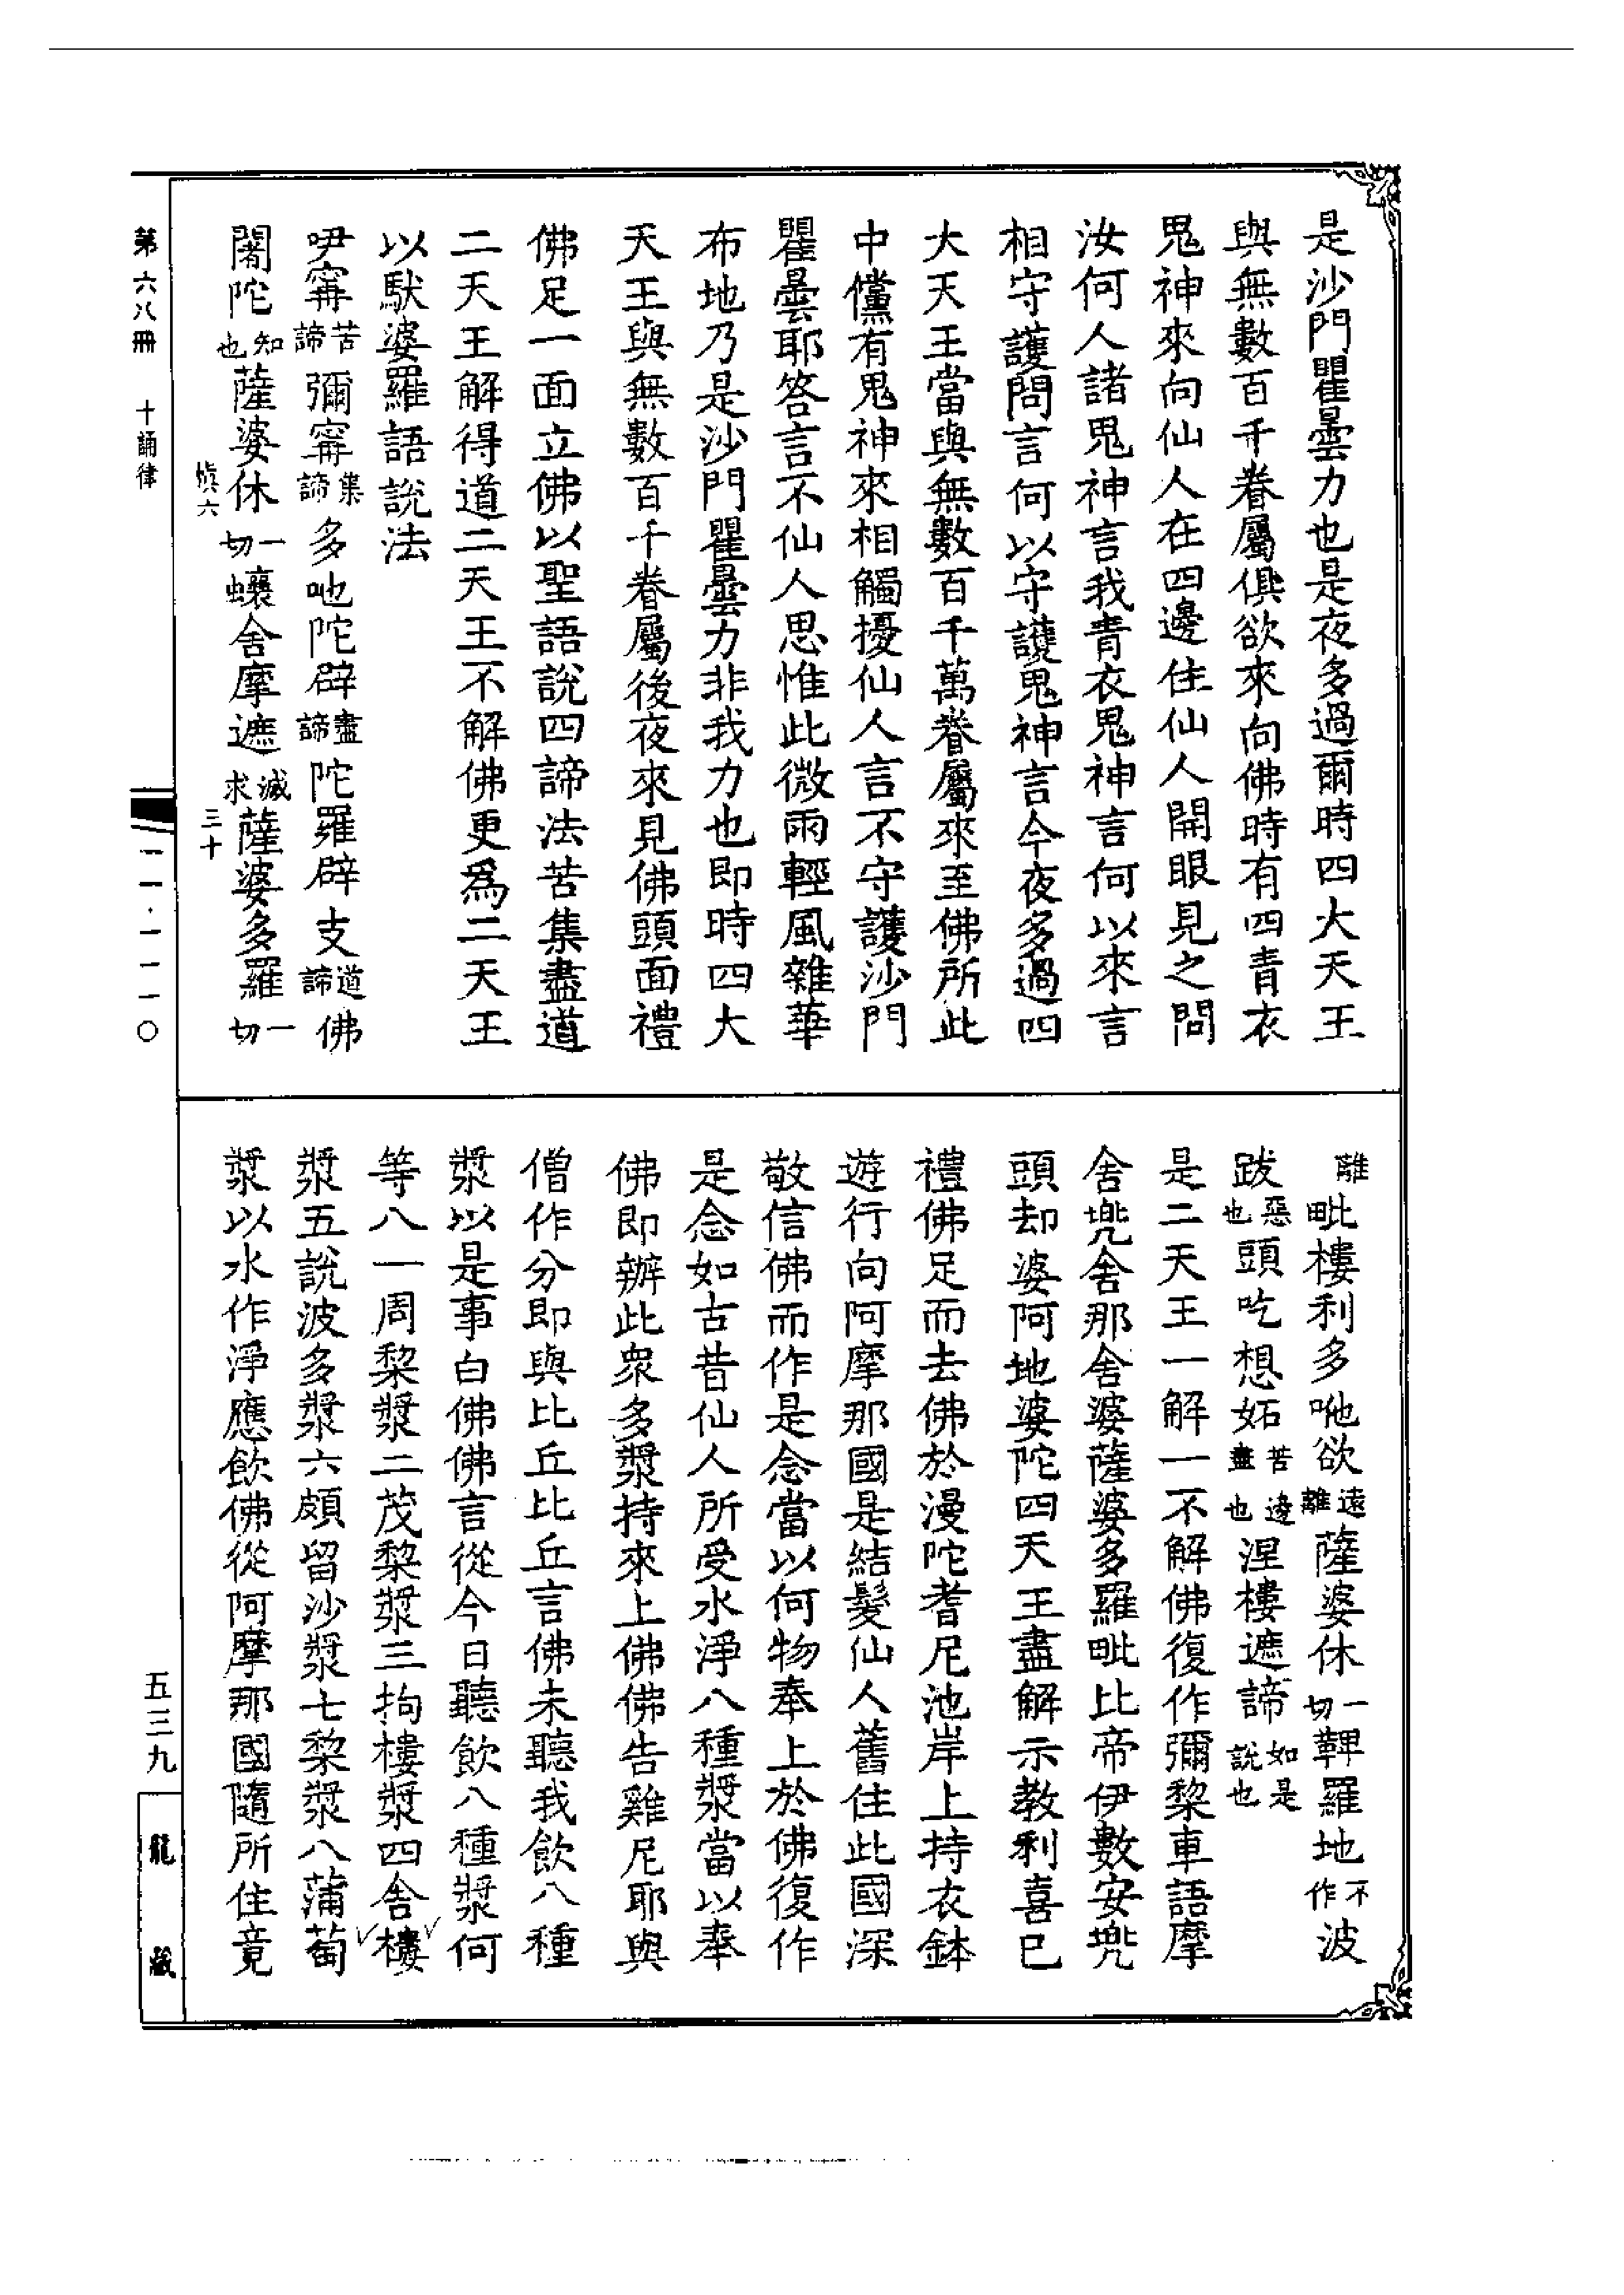 是沙門瞿曇力也是夜多過爾時四大天王
與無數百千眷屬俱欲來向佛時有四青衣
鬼神來向仙人在四邊住仙人開眼見之問
汝何人諸鬼神言我青衣鬼神言何以來言
相守護問言何以守護鬼神言今夜多過四
大天王當與無數百千萬眷屬來至佛所此
中儻有鬼神來相觸擾仙人言不守護沙門
瞿曇耶答言不仙人思惟此微雨輕風雜華
布地乃是沙門瞿曇力非我力也即時四大
天王與無數百千眷屬後夜來見佛頭面禮
佛足一面立佛以聖語說四諦法苦集盡道
二天王解得道二天王不解佛更爲二天王
以馱婆羅語說法
吚甯苦諦彌甯集諦多咃陀辟盡諦陀羅辟支道諦佛
闍陀知也薩婆休一切蠰舍摩遮滅求薩婆多羅一切
離毗樓利多咃欲遠離薩婆休一切鞞羅地不作波
跋惡也頭吃想妬苦盡邊也涅樓遮諦如是說也
是二天王一解一不解佛復作彌棃車語摩
舍兜舍那舍婆薩婆多羅毗比帝伊數安兜
頭却婆阿地婆陀四天王盡解示教利喜已
禮佛足而去佛於漫陀耆尼池岸上持衣鉢
遊行向阿摩那國是結髮仙人舊住此國深
敬信佛而作是念當以何物奉上於佛復作
是念如古昔仙人所受水淨八種漿當以奉
佛即辦此衆多漿持來上佛佛告雞尼耶與
僧作分即與比丘比丘言佛未聽我飲八種
漿以是事白佛佛言從今日聽飲八種漿何
等八一周棃漿二茂棃漿三拘樓漿四舍樓
漿五說波多漿六頗留沙漿七棃漿八蒲萄
漿以水作淨應飲佛從阿摩那國隨所住竟
第六八冊 十誦律
慎六
三十
一一·一一一〇
五三九
龍藏